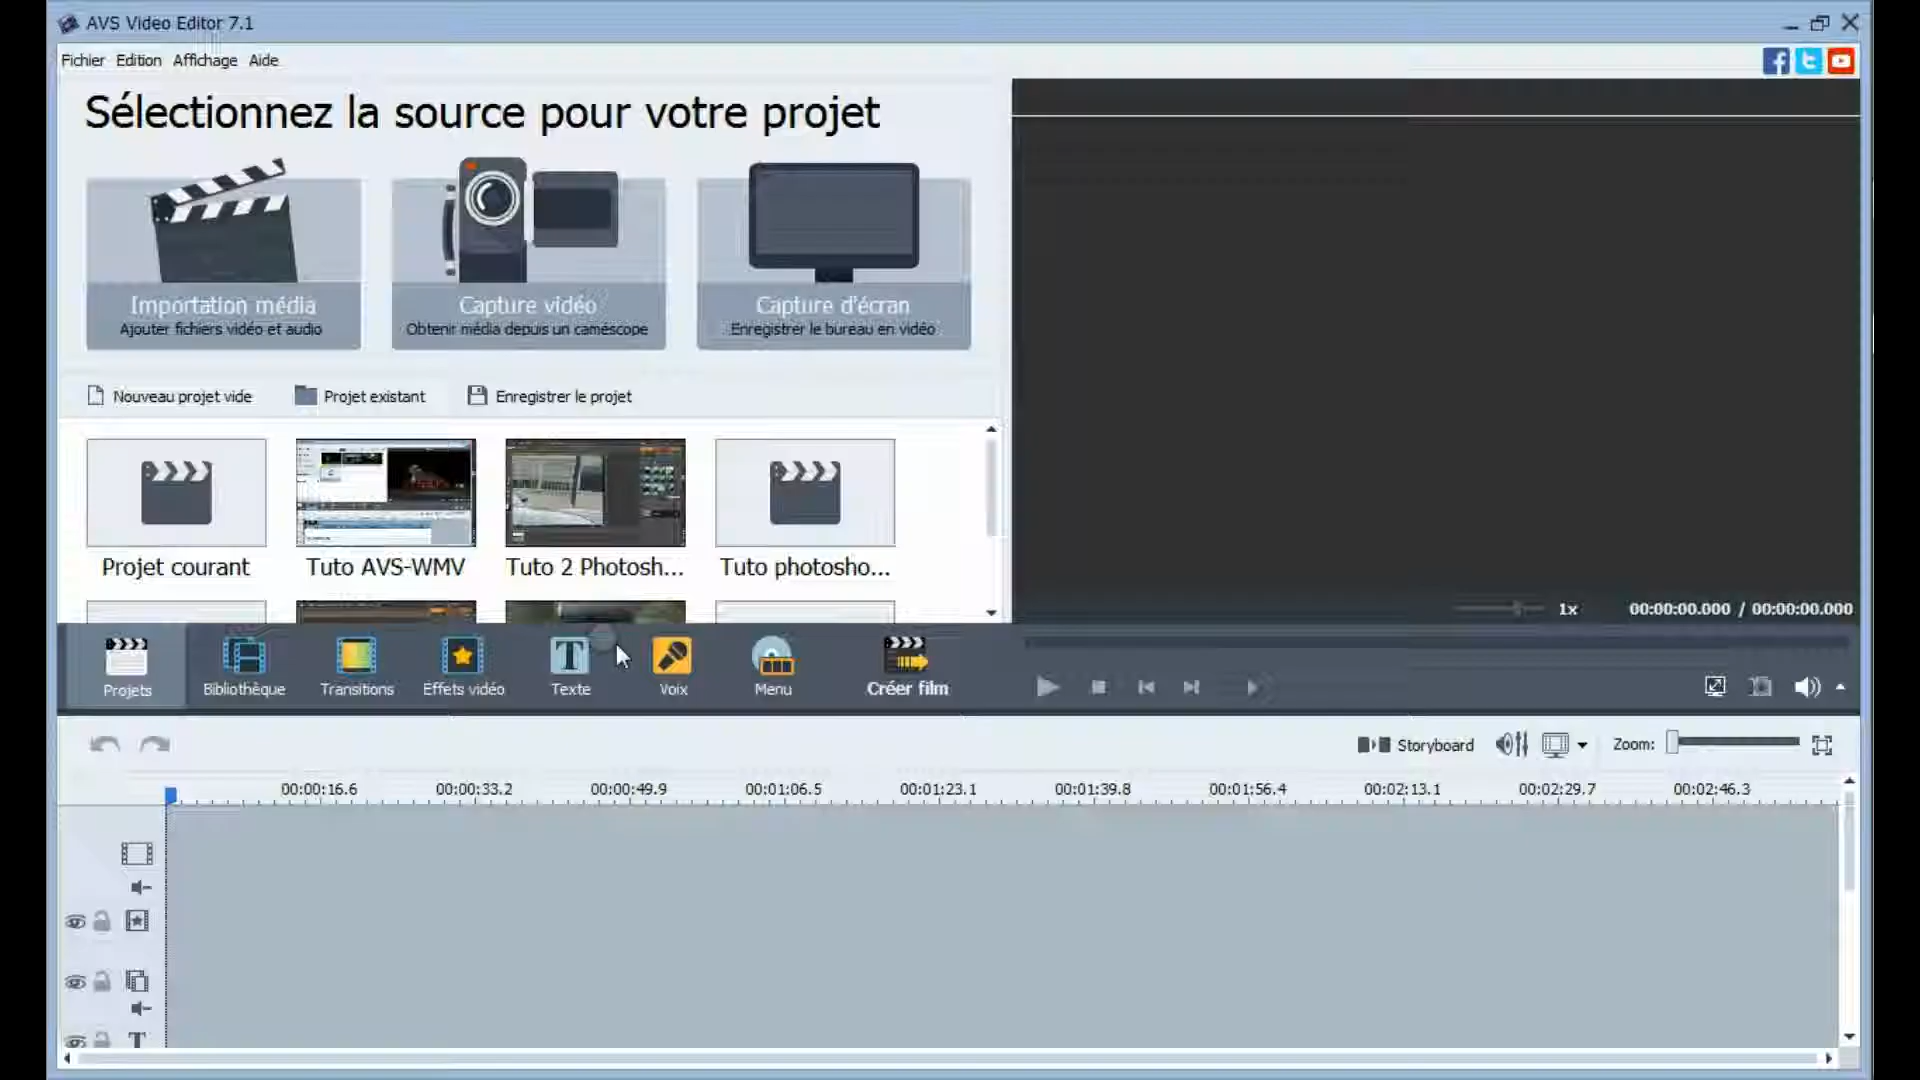 AVS Video Editor 7.1
Fichier Edition Affichage Aide
Sélectionnez la source pour votre projet
Importation média
Ajouter fichiers vidéo et audio
Capture vidéo
Obtenir média depuis un caméscope
Capture d'écran
Enregistrer le bureau en vidéo
Nouveau projet vide
Projet existant
Enregistrer le projet
Projet courant
Tuto AVS-WMV
Tuto 2 Photosh...
Tuto photosho...
1x
00:00:00.000 / 00:00:00.000
Projets
Bibliothèque
Transitions
Effets vidéo
Texte
Voix
Menu
Créer film
Storyboard
Zoom:
00:00:16.6 00:00:33.2 00:00:49.9 00:01:06.5 00:01:23.1 00:01:39.8 00:01:56.4 00:02:13.1 00:02:29.7 00:02:46.3